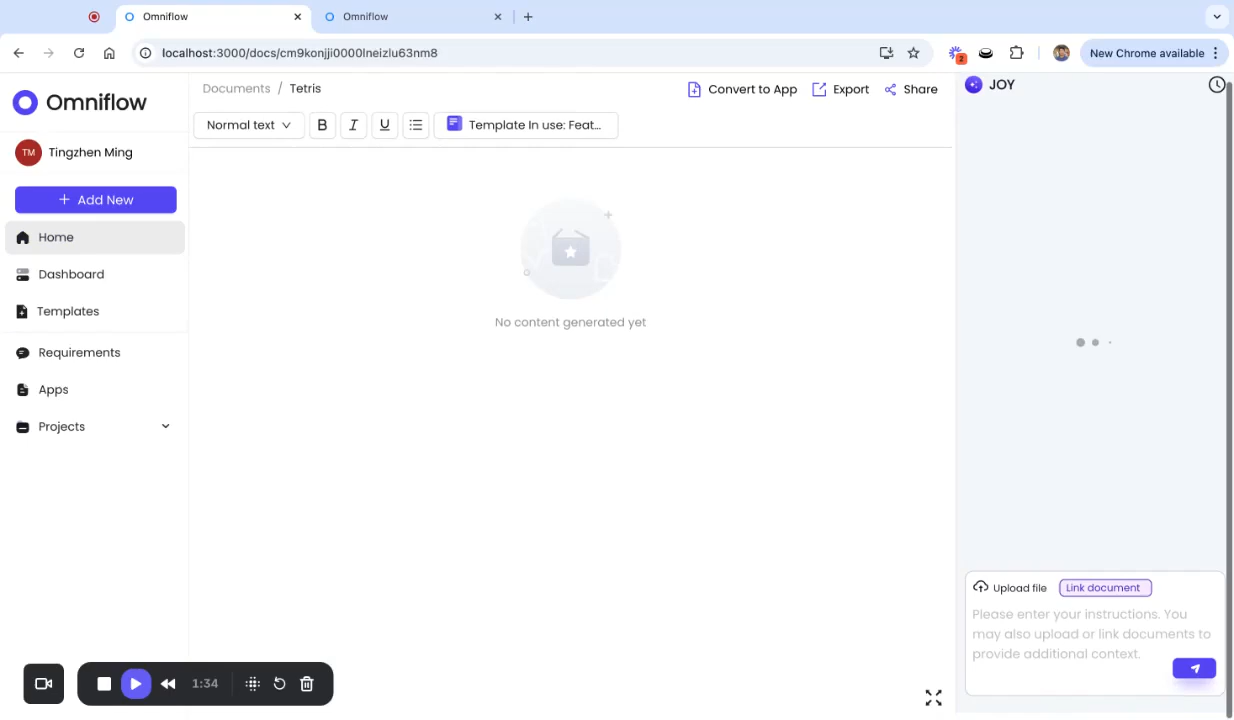 Omniflow
Omniflow
localhost:3000/docs/cm9konjji0000lneizlu63nm8
2
New Chrome available
Omniflow
TM
Tingzhen Ming
+ Add New
Home
Dashboard
Templates
Requirements
Apps
Projects
Documents / Tetris
Convert to App
Export
Share
Normal text
B
I
U
Template In use: Feat...
No content generated yet
JOY
Upload file
Link document
Please enter your instructions. You
may also upload or link documents to
provide additional context.
1:34